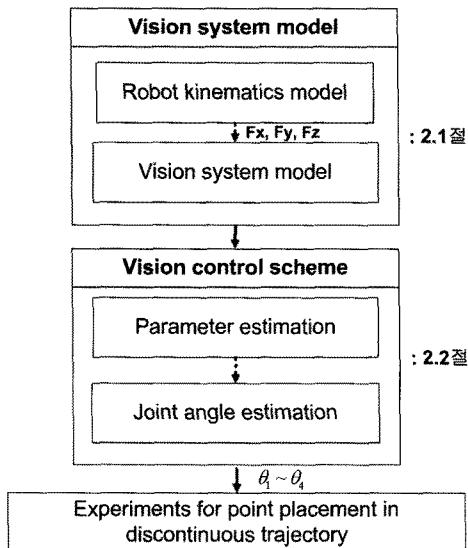 Vision system model
Robot kinematics model
Fx, Fy, Fz
: 2.1절
Vision system model
Vision control scheme
Parameter estimation
: 2.2절
Joint angle estimation
θ₁ ~ θ₄
Experiments for point placement in
discontinuous trajectory